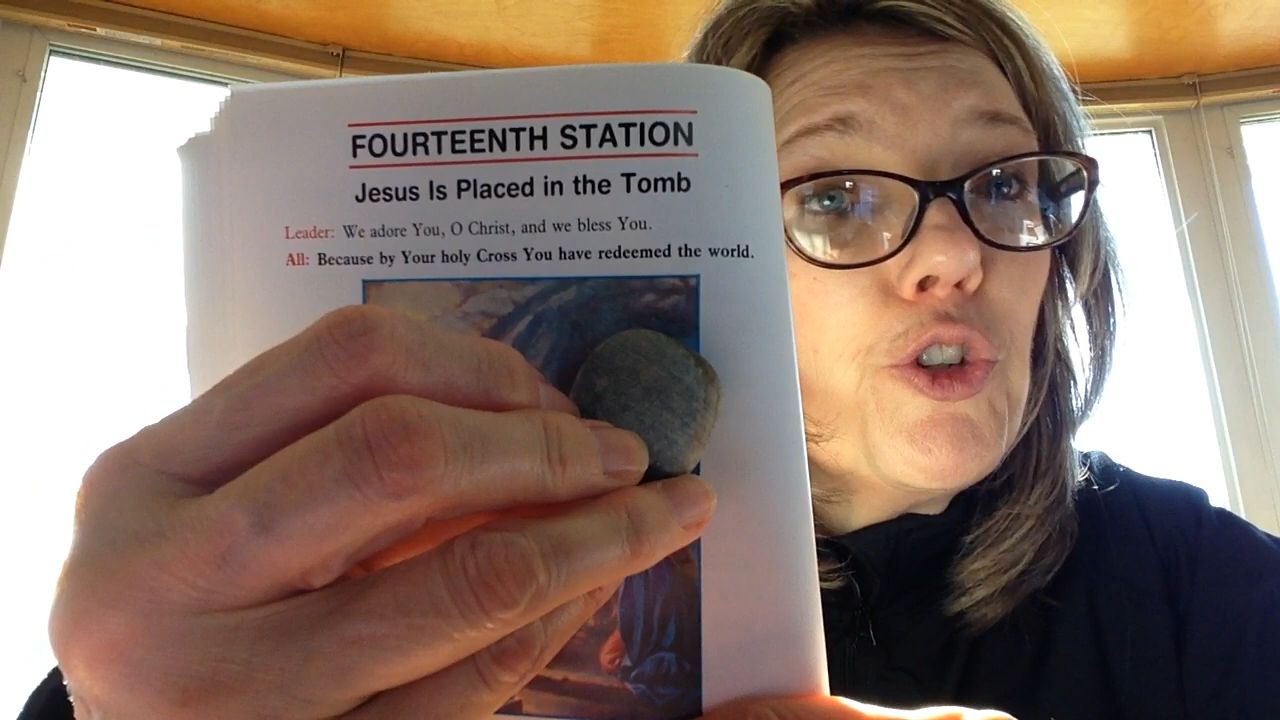 FOURTEENTH STATION
Jesus Is Placed in the Tomb
Leader: We adore You, O Christ, and we bless You.
All: Because by Your holy Cross You have redeemed the world.